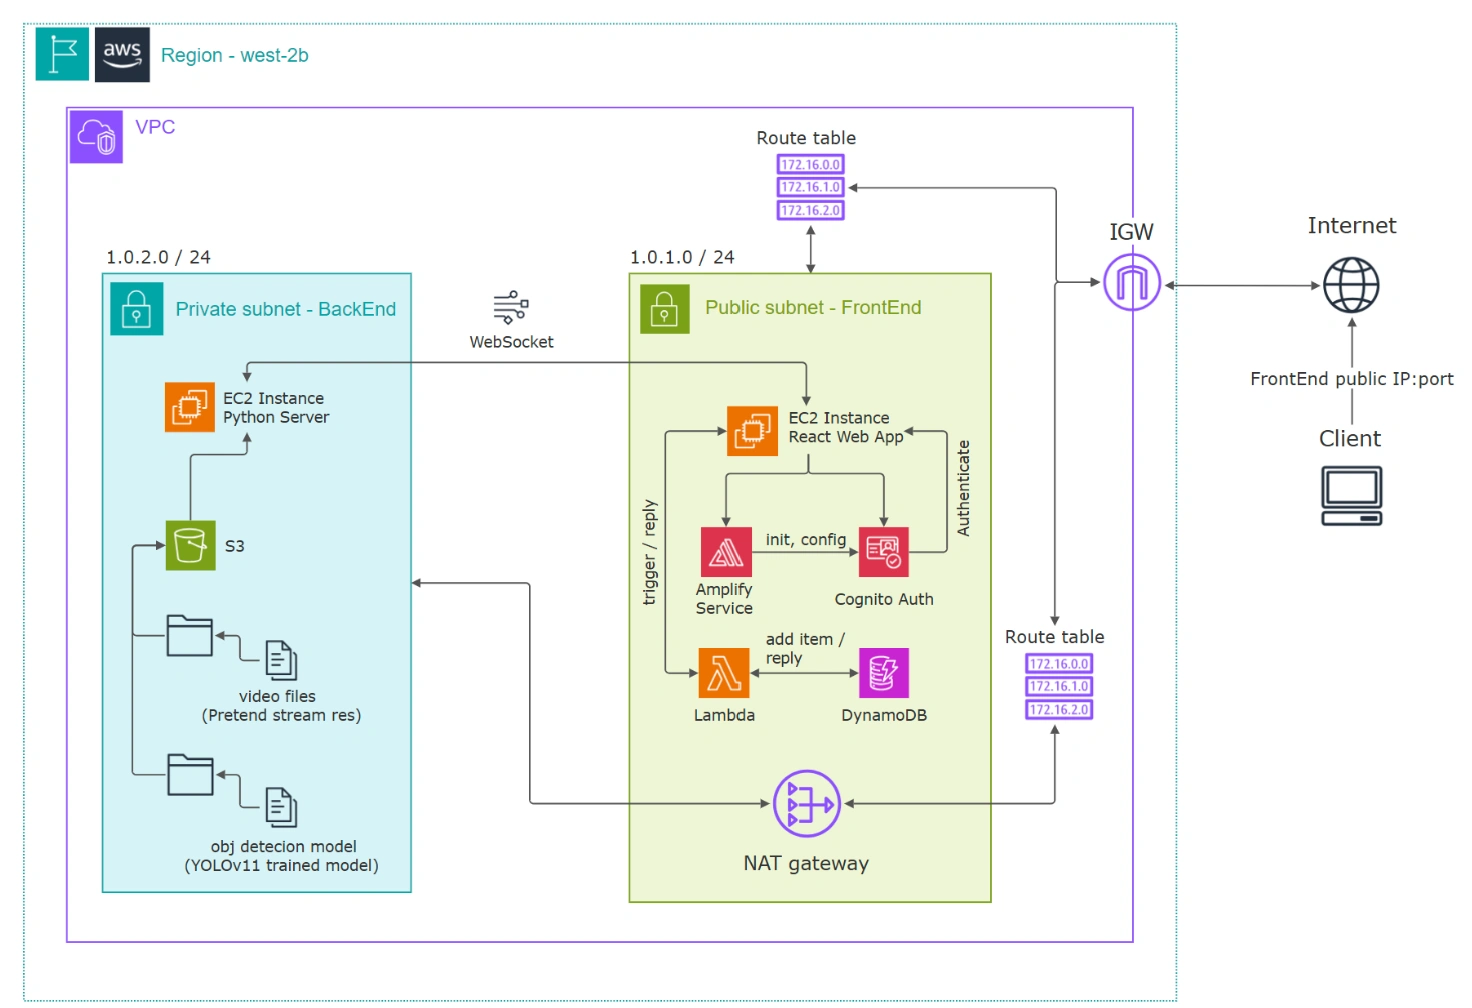 aws
Region - west-2b
VPC
Route table
172.16.0.0
172.16.1.0
172.16.2.0
IGW
Internet
1.0.2.0 / 24
1.0.1.0 / 24
Private subnet - BackEnd
WebSocket
Public subnet - FrontEnd
FrontEnd public IP:port
Client
EC2 Instance
Python Server
EC2 Instance
React Web App
Authenticate
trigger / reply
S3
init, config
Amplify
Service
Cognito Auth
add item /
reply
Lambda
DynamoDB
Route table
172.16.0.0
172.16.1.0
172.16.2.0
video files
(Pretend stream res)
obj detecion model
(YOLOv11 trained model)
NAT gateway